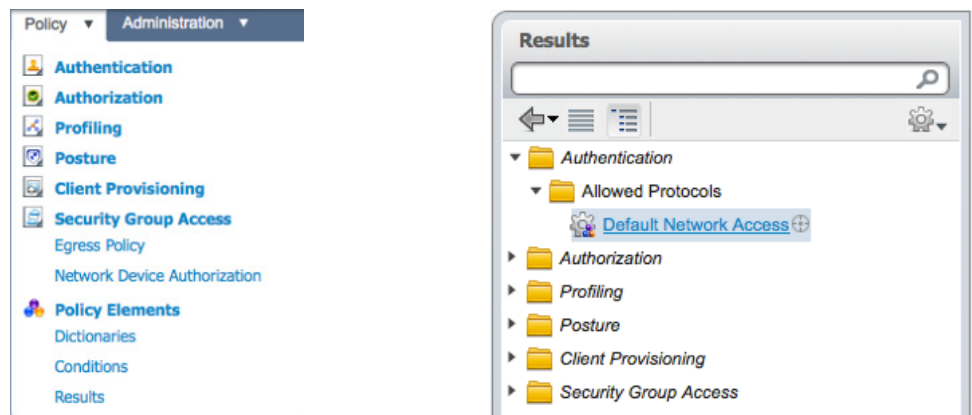 Policy Administration
Authentication
Authorization
Profiling
Posture
Client Provisioning
Security Group Access
Egress Policy
Network Device Authorization
Policy Elements
Dictionaries
Conditions
Results
Results
Authentication
Allowed Protocols
Default Network Access
Authorization
Profiling
Posture
Client Provisioning
Security Group Access